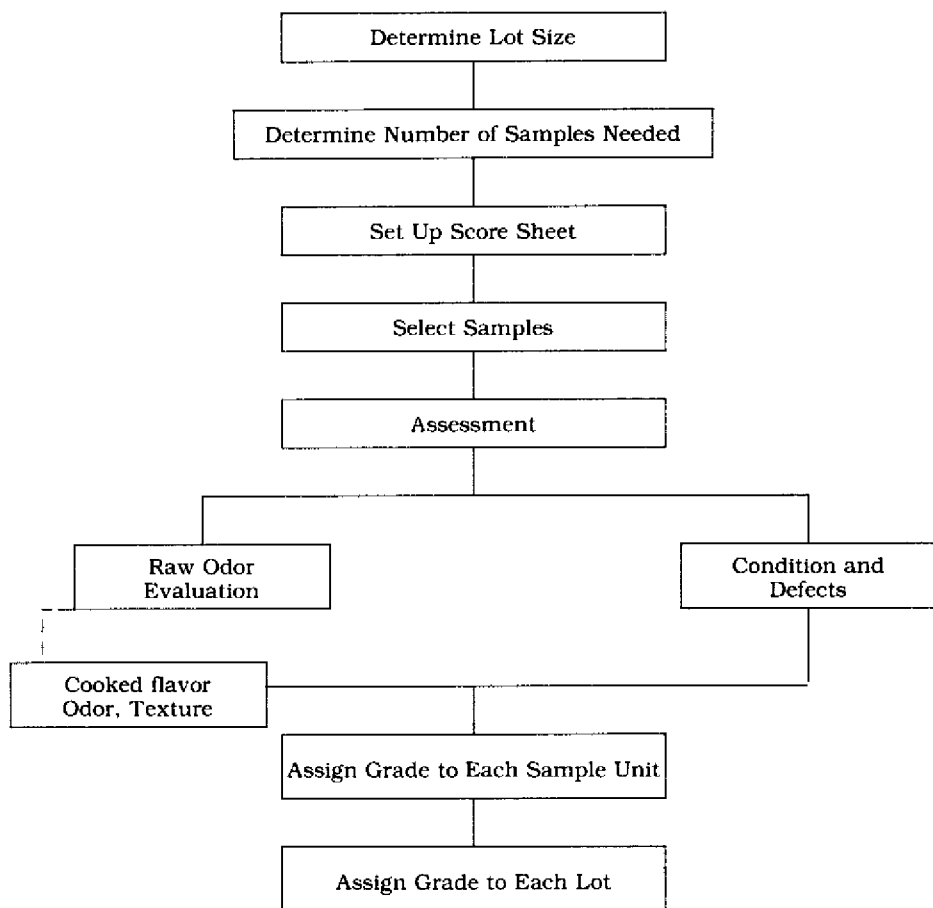 Determine Lot Size
Determine Number of Samples Needed
Set Up Score Sheet
Select Samples
Assessment
Raw Odor
Evaluation
Condition and
Defects
Cooked flavor
Odor, Texture
Assign Grade to Each Sample Unit
Assign Grade to Each Lot